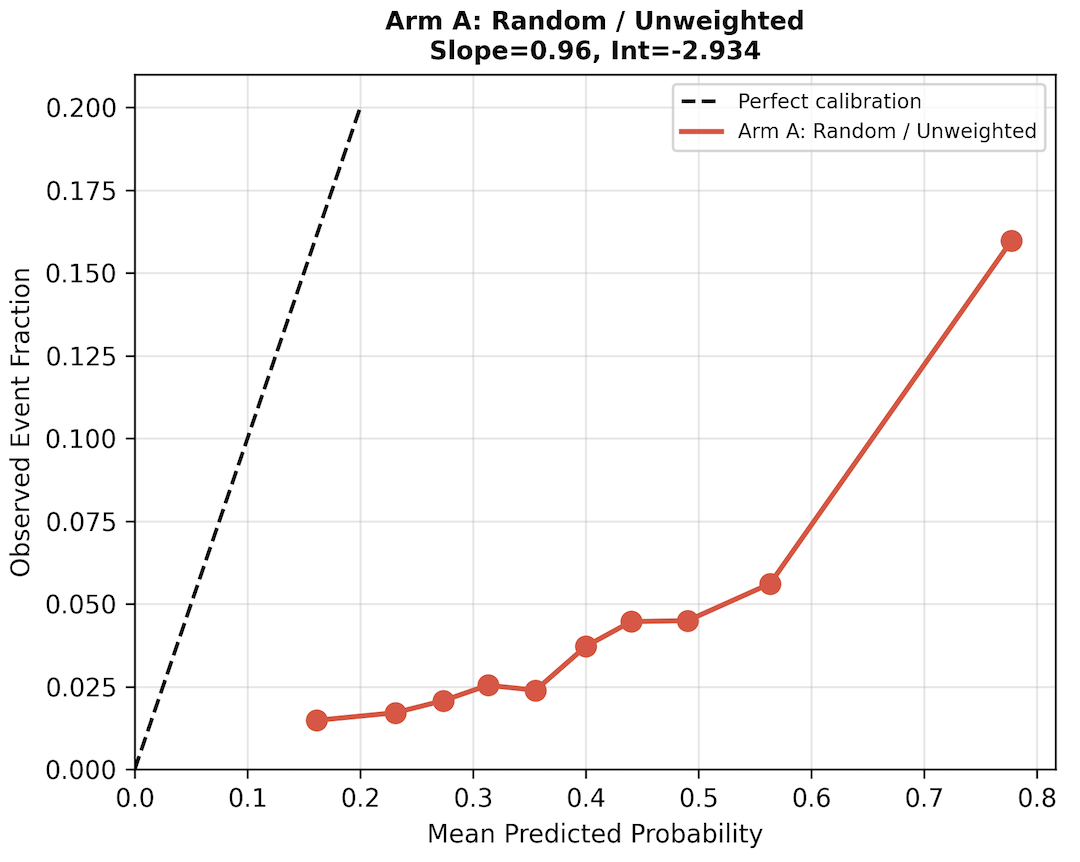 Arm A: Random / Unweighted
Slope=0.96, Int=-2.934
Perfect calibration
Arm A: Random / Unweighted
Observed Event Fraction
0.200
0.175
0.150
0.125
0.100
0.075
0.050
0.025
0.000
0.0 0.1 0.2 0.3 0.4 0.5 0.6 0.7 0.8
Mean Predicted Probability